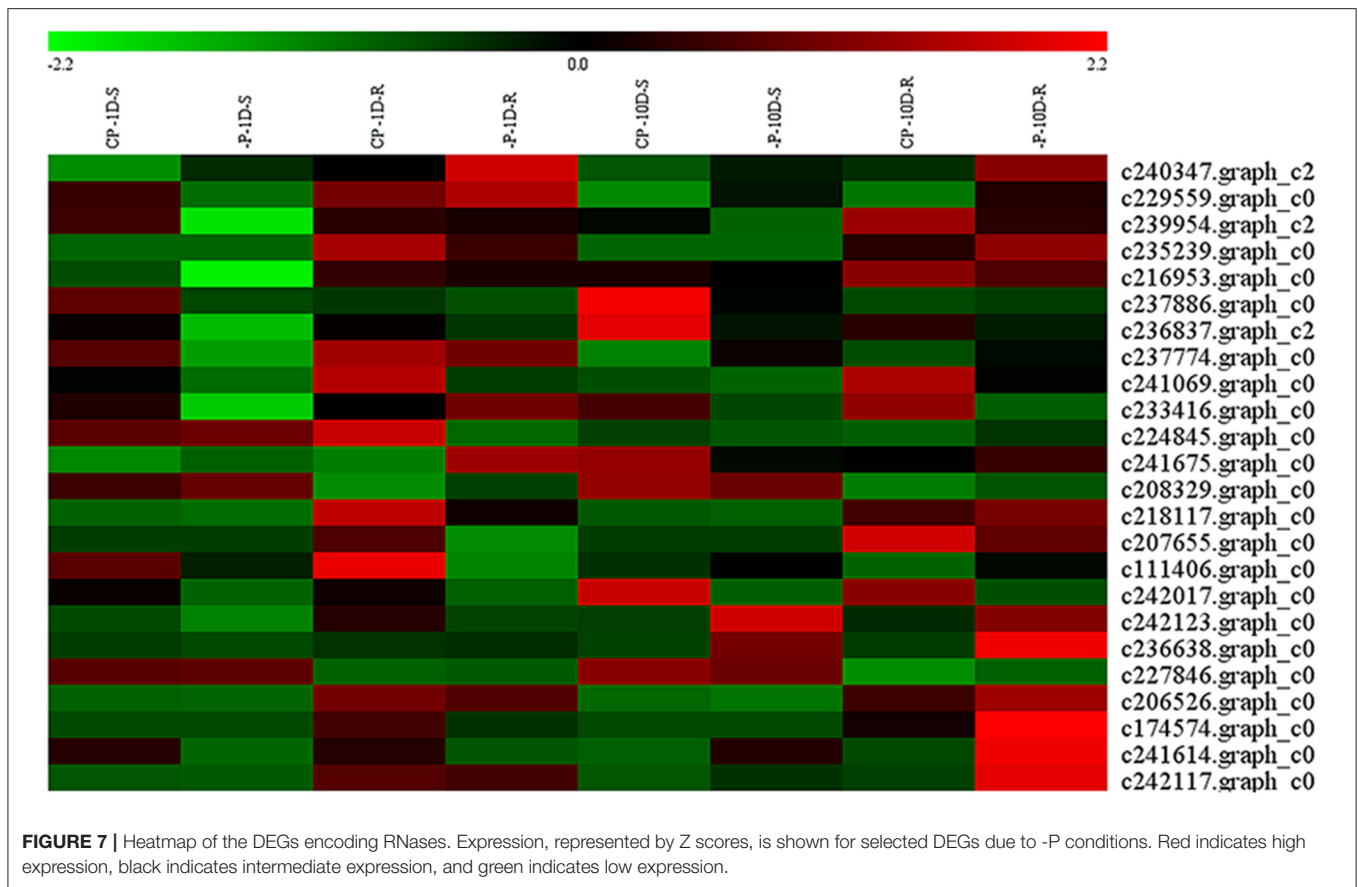 -2.2 0.0 2.2
CP-1D-S -P-1D-S CP-1D-R -P-1D-R CP-10D-S -P-10D-S CP-10D-R -P-10D-R
c240347.graph_c2
c229559.graph_c0
c239954.graph_c2
c235239.graph_c0
c216953.graph_c0
c237886.graph_c0
c236837.graph_c2
c237774.graph_c0
c241069.graph_c0
c233416.graph_c0
c224845.graph_c0
c241675.graph_c0
c208329.graph_c0
c218117.graph_c0
c207655.graph_c0
c111406.graph_c0
c242017.graph_c0
c242123.graph_c0
c236638.graph_c0
c227846.graph_c0
c206526.graph_c0
c174574.graph_c0
c241614.graph_c0
c242117.graph_c0
FIGURE 7 | Heatmap of the DEGs encoding RNases. Expression, represented by Z scores, is shown for selected DEGs due to -P conditions. Red indicates high
expression, black indicates intermediate expression, and green indicates low expression.